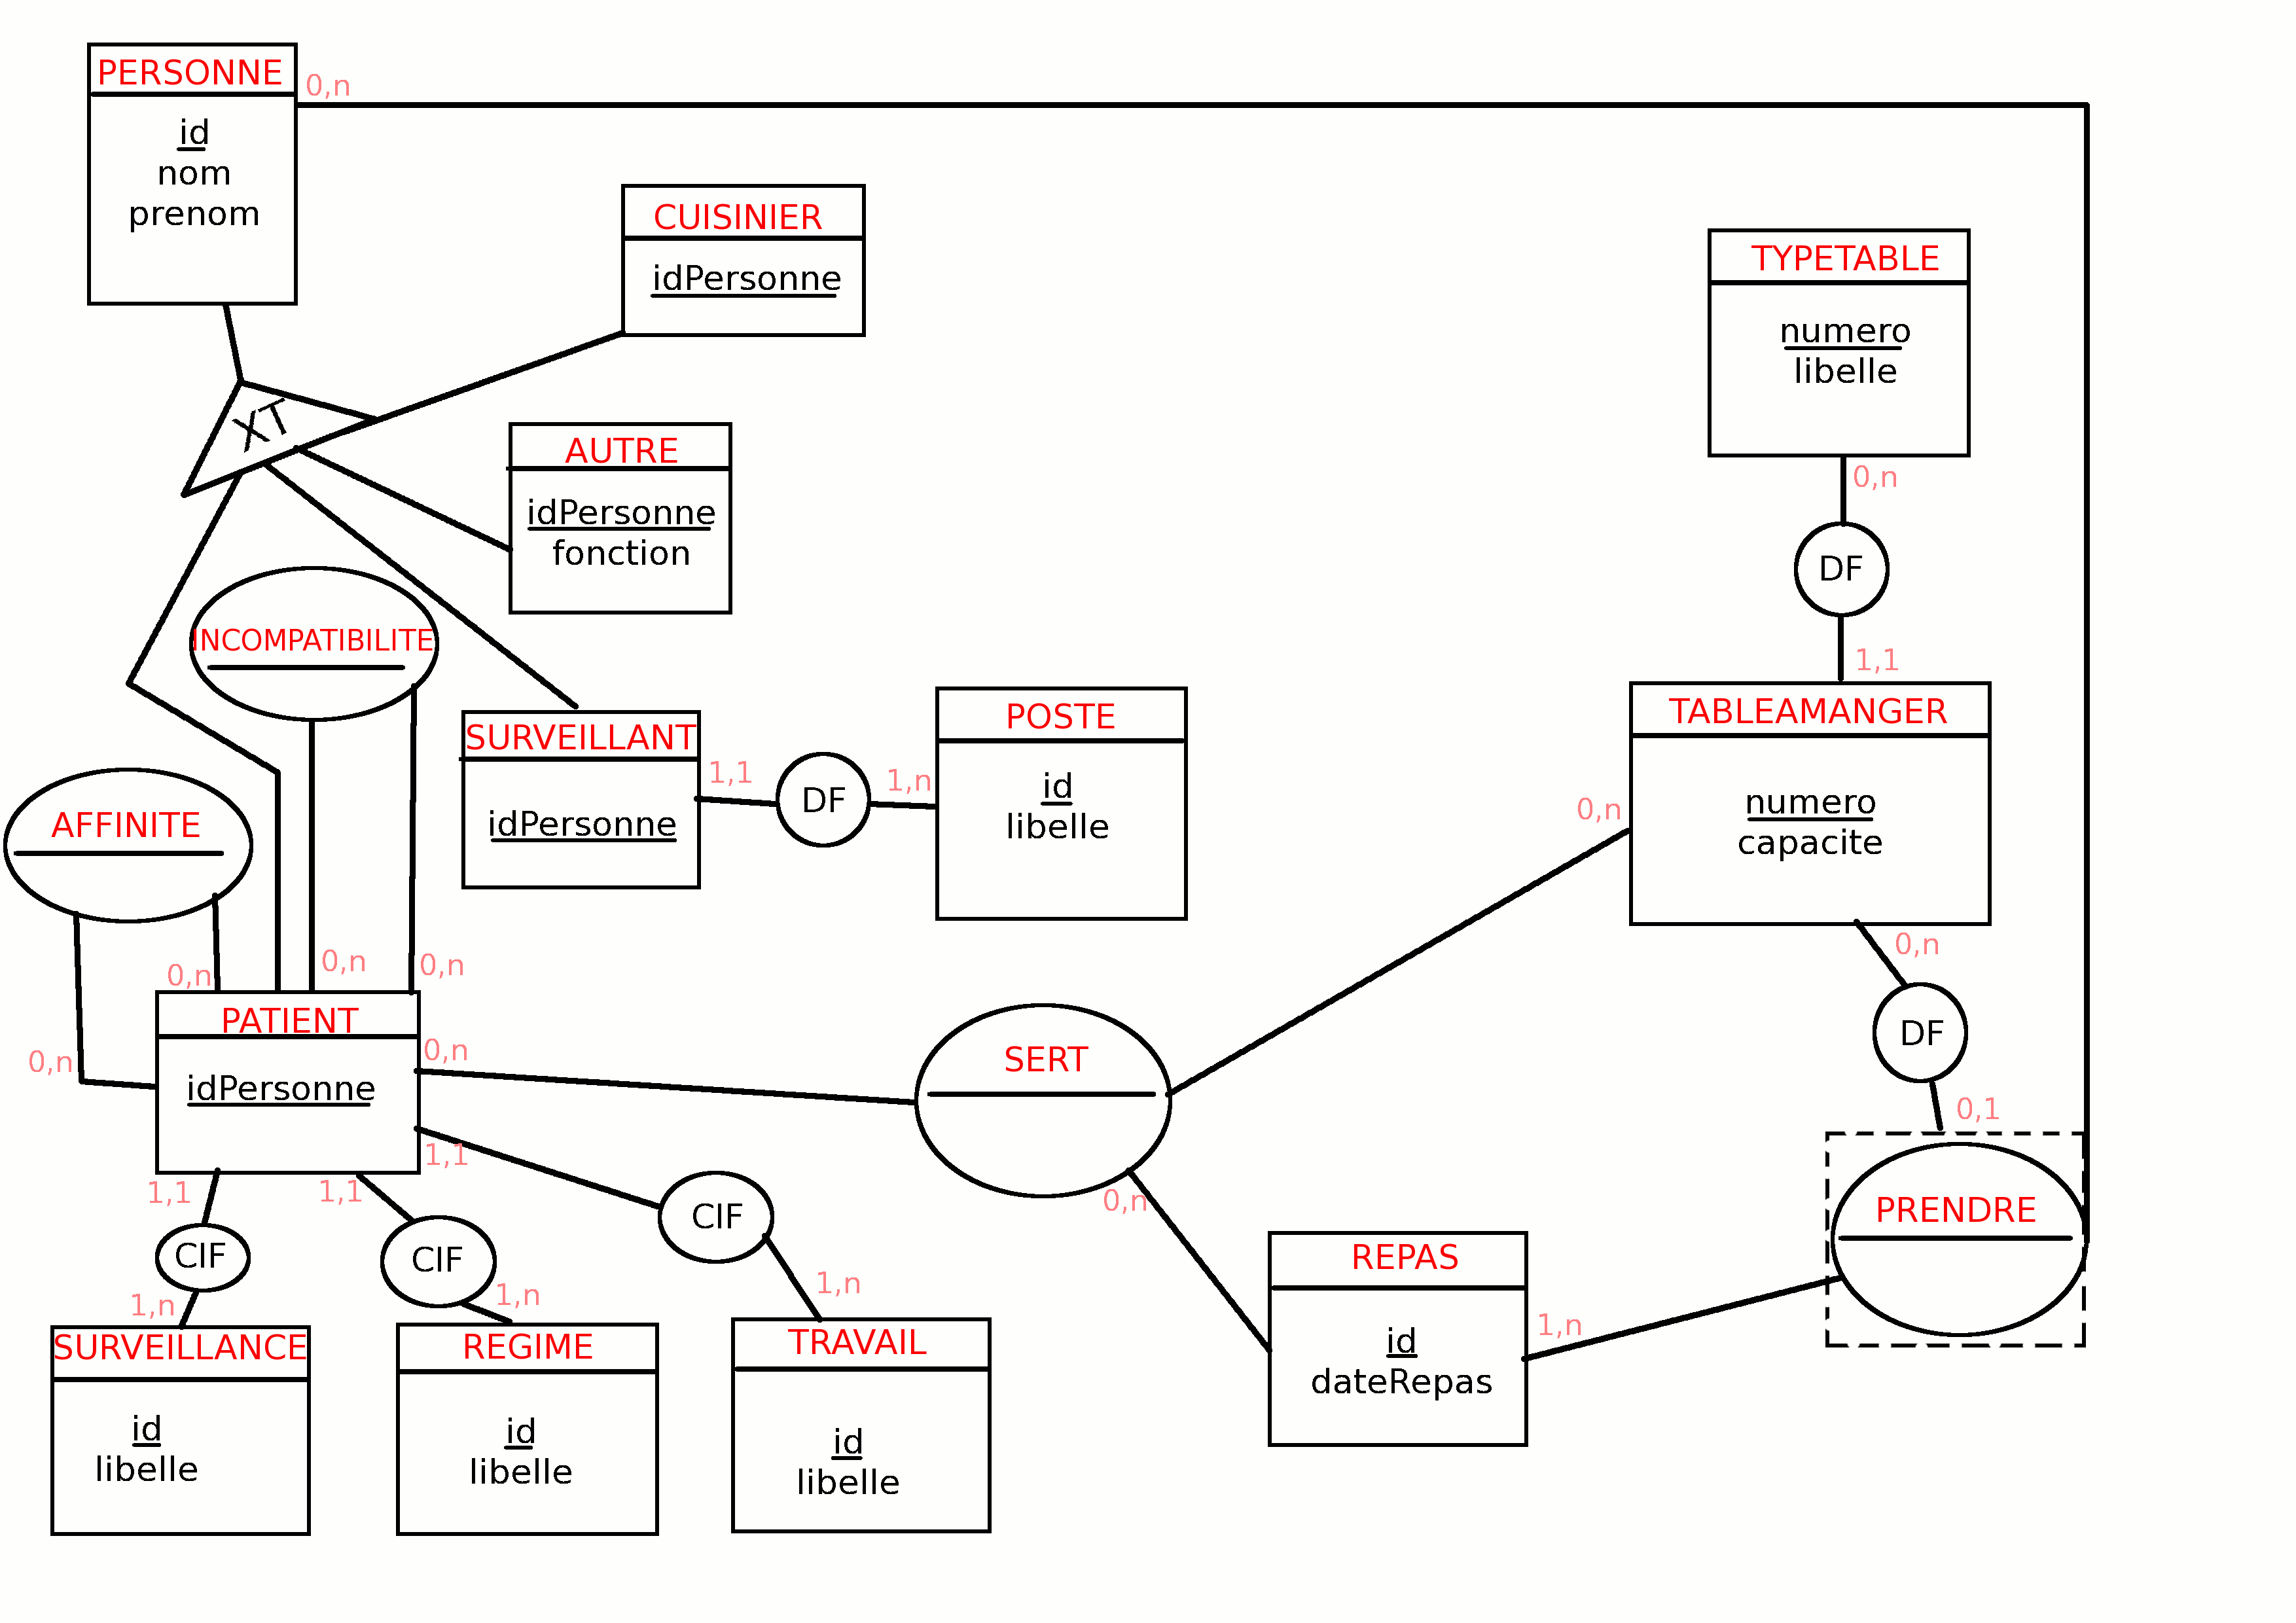 PERSONNE
0,n
id
nom
prenom
CUISINIER
idPersonne
TYPETABLE
numero
libelle
0,n
XT
AUTRE
idPersonne
fonction
DF
INCOMPATIBILITE
1,1
SURVEILLANT
idPersonne
1,1
DF
1,n
POSTE
id
libelle
TABLEAMANGER
numero
capacite
0,n
0,n
AFFINITE
0,n
0,n
0,n
0,n
PATIENT
idPersonne
0,n
1,1
1,1
1,1
SERT
0,n
DF
0,1
PRENDRE
CIF
CIF
CIF
1,n
1,n
1,n
REPAS
id
dateRepas
1,n
SURVEILLANCE
id
libelle
REGIME
id
libelle
TRAVAIL
id
libelle